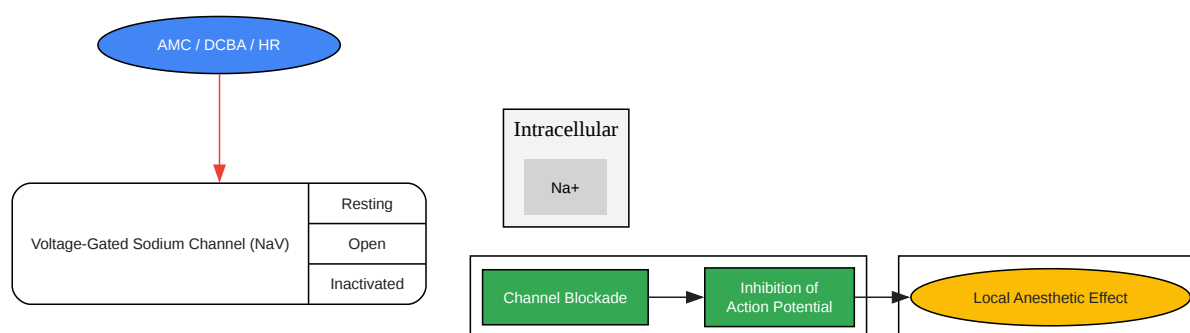 AMC / DCBA / HR
Intracellular
Na+
Voltage-Gated Sodium Channel (NaV)
Resting
Open
Inactivated
Channel Blockade
Inhibition of
Action Potential
Local Anesthetic Effect